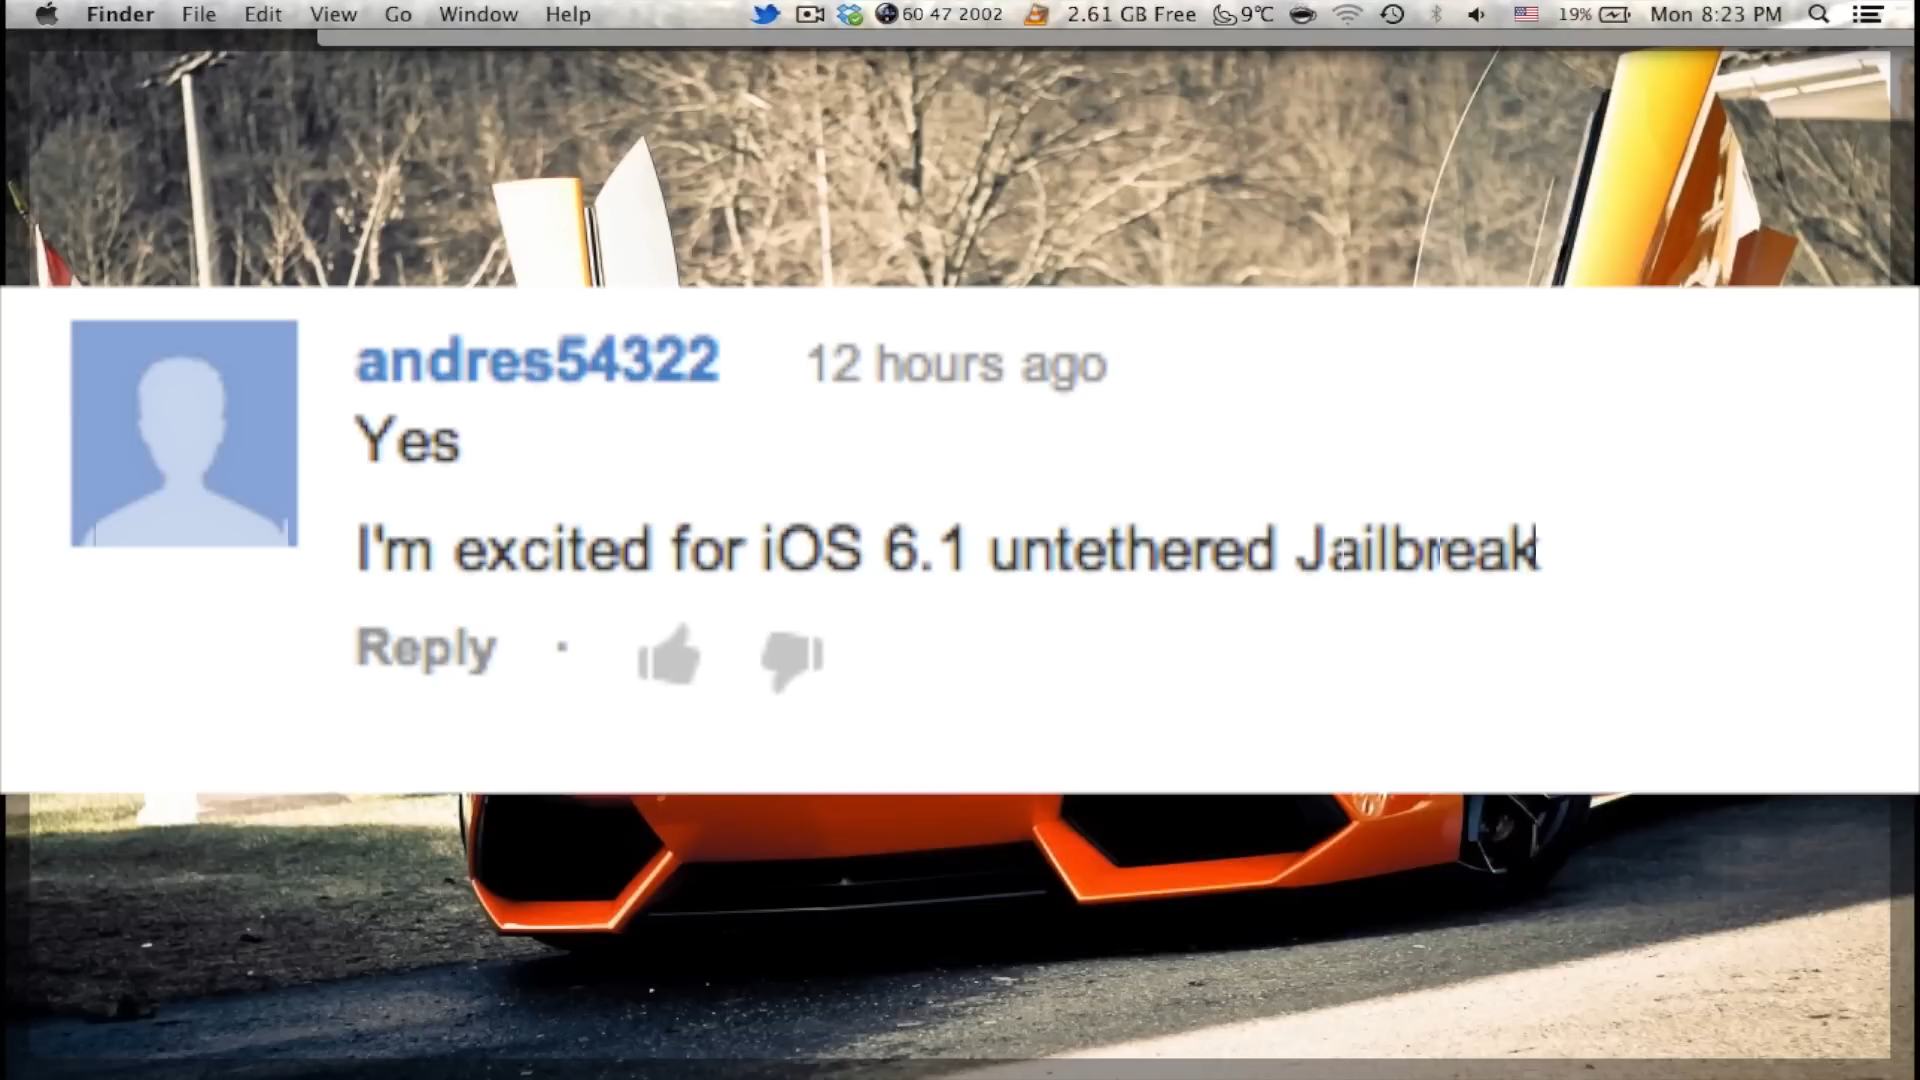 Finder File Edit View Go Window Help 60 47 2002 2.61 GB Free 9°C 19% Mon 8:23 PM
andres54322 12 hours ago
Yes
I'm excited for iOS 6.1 untethered Jailbreak
Reply ·